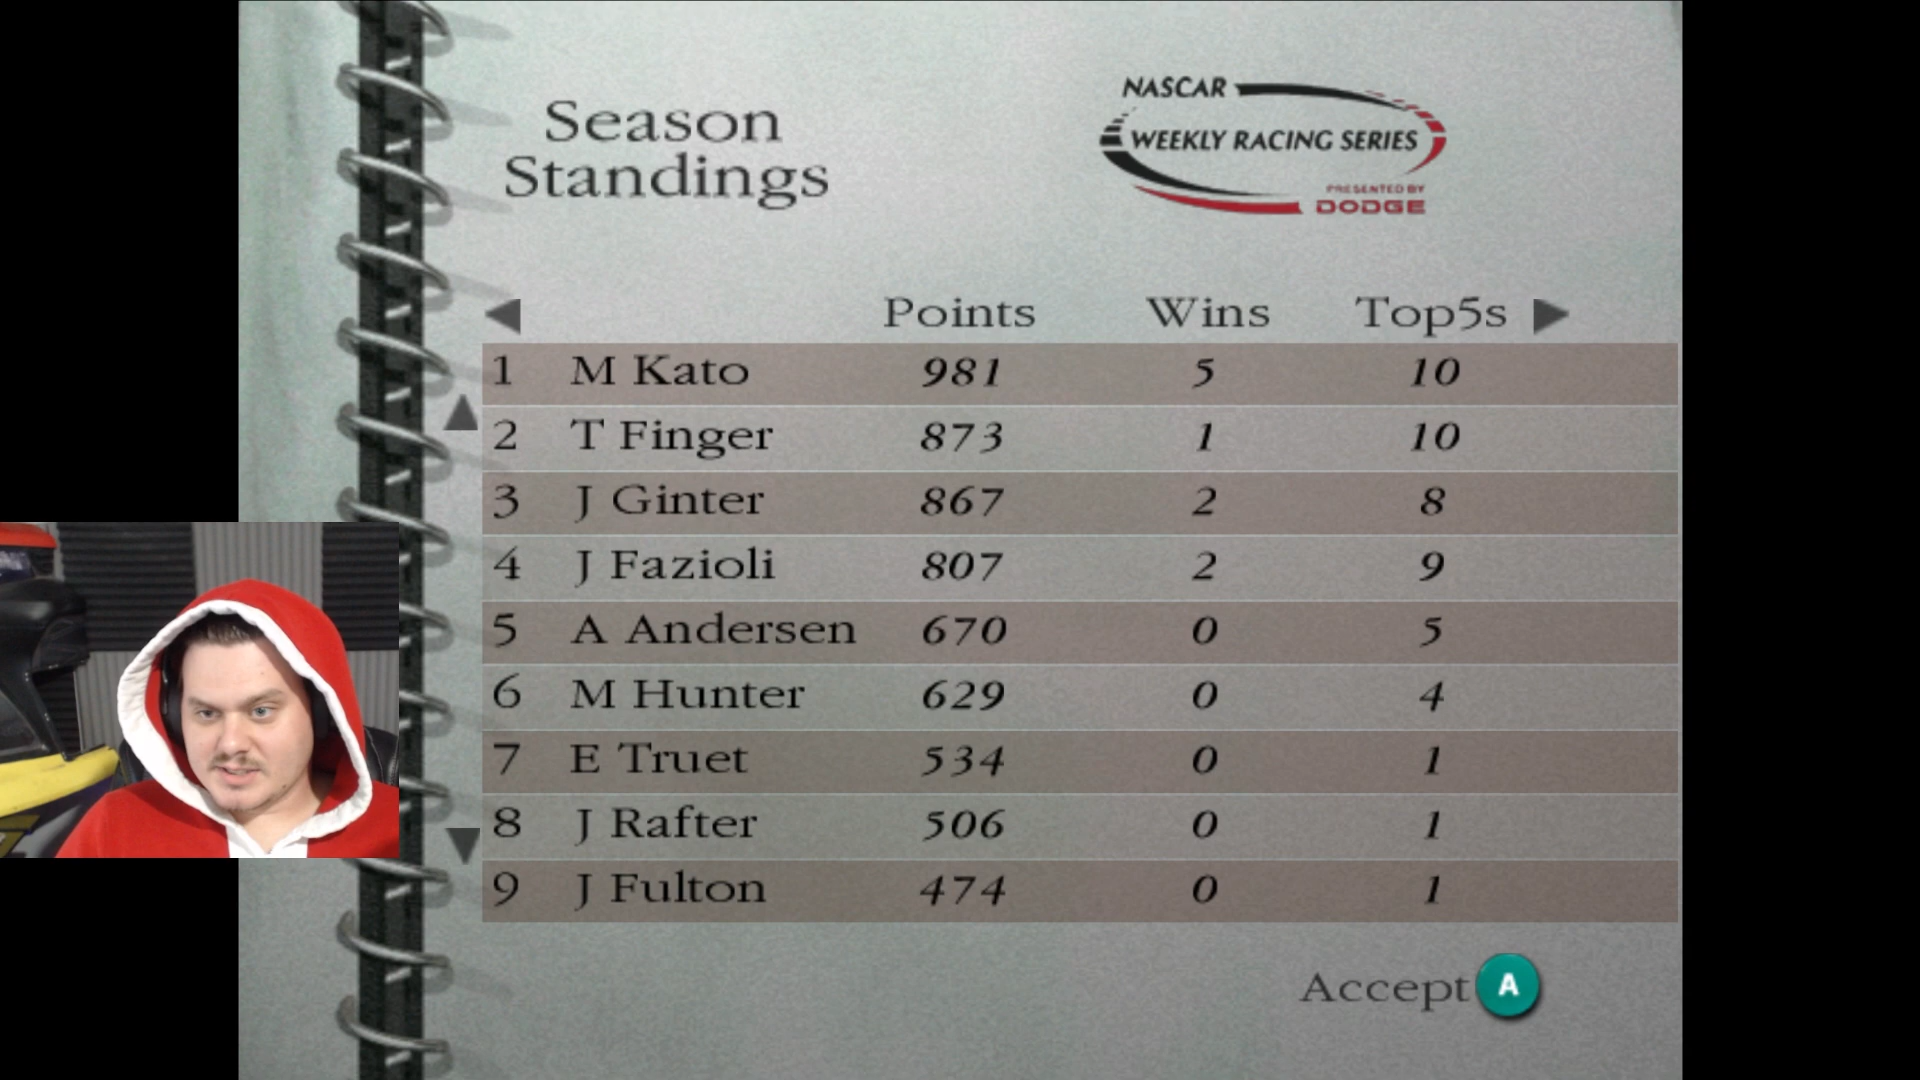 Season
Standings
NASCAR
WEEKLY RACING SERIES
PRESENTED BY
DODGE
Points Wins Top5s
1 M Kato 981 5 10
2 T Finger 873 1 10
3 J Ginter 867 2 8
4 J Fazioli 807 2 9
5 A Andersen 670 0 5
6 M Hunter 629 0 4
7 E Truet 534 0 1
8 J Rafter 506 0 1
9 J Fulton 474 0 1
Accept A